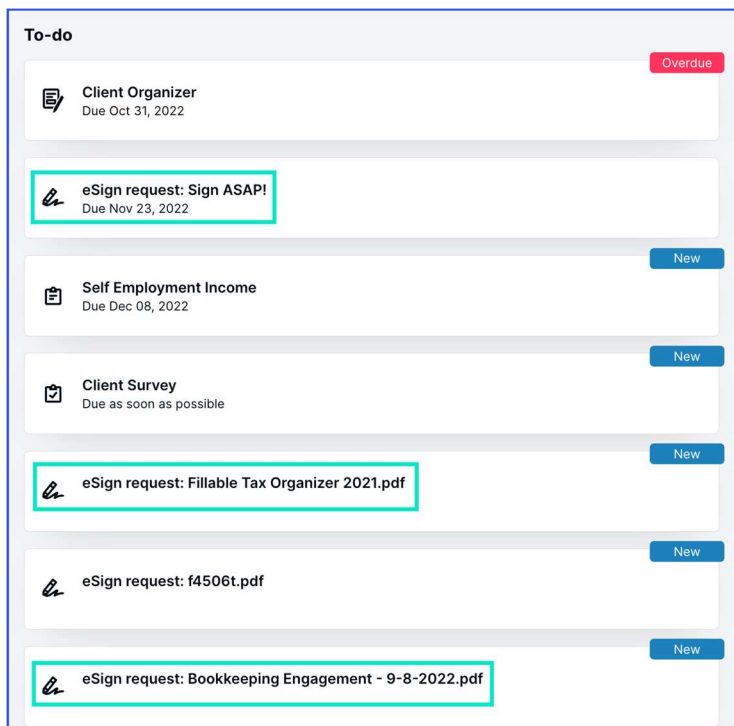 To-do
Overdue
Client Organizer
Due Oct 31, 2022
eSign request: Sign ASAP!
Due Nov 23, 2022
New
Self Employment Income
Due Dec 08, 2022
New
Client Survey
Due as soon as possible
New
eSign request: Fillable Tax Organizer 2021.pdf
New
eSign request: f4506t.pdf
New
eSign request: Bookkeeping Engagement - 9-8-2022.pdf